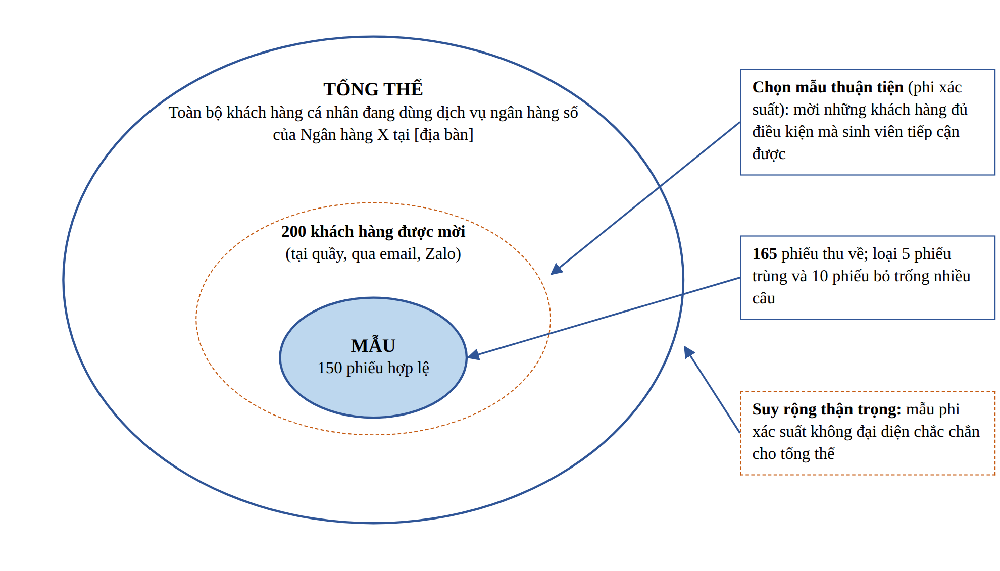 TỔNG THỂ
Toàn bộ khách hàng cá nhân đang dùng dịch vụ ngân hàng số
của Ngân hàng X tại [địa bàn]
200 khách hàng được mời
(tại quầy, qua email, Zalo)
MẪU
150 phiếu hợp lệ
Chọn mẫu thuận tiện (phi xác
suất): mời những khách hàng đủ
điều kiện mà sinh viên tiếp cận
được
165 phiếu thu về; loại 5 phiếu
trùng và 10 phiếu bỏ trống nhiều
câu
Suy rộng thận trọng: mẫu phi
xác suất không đại diện chắc chắn
cho tổng thể